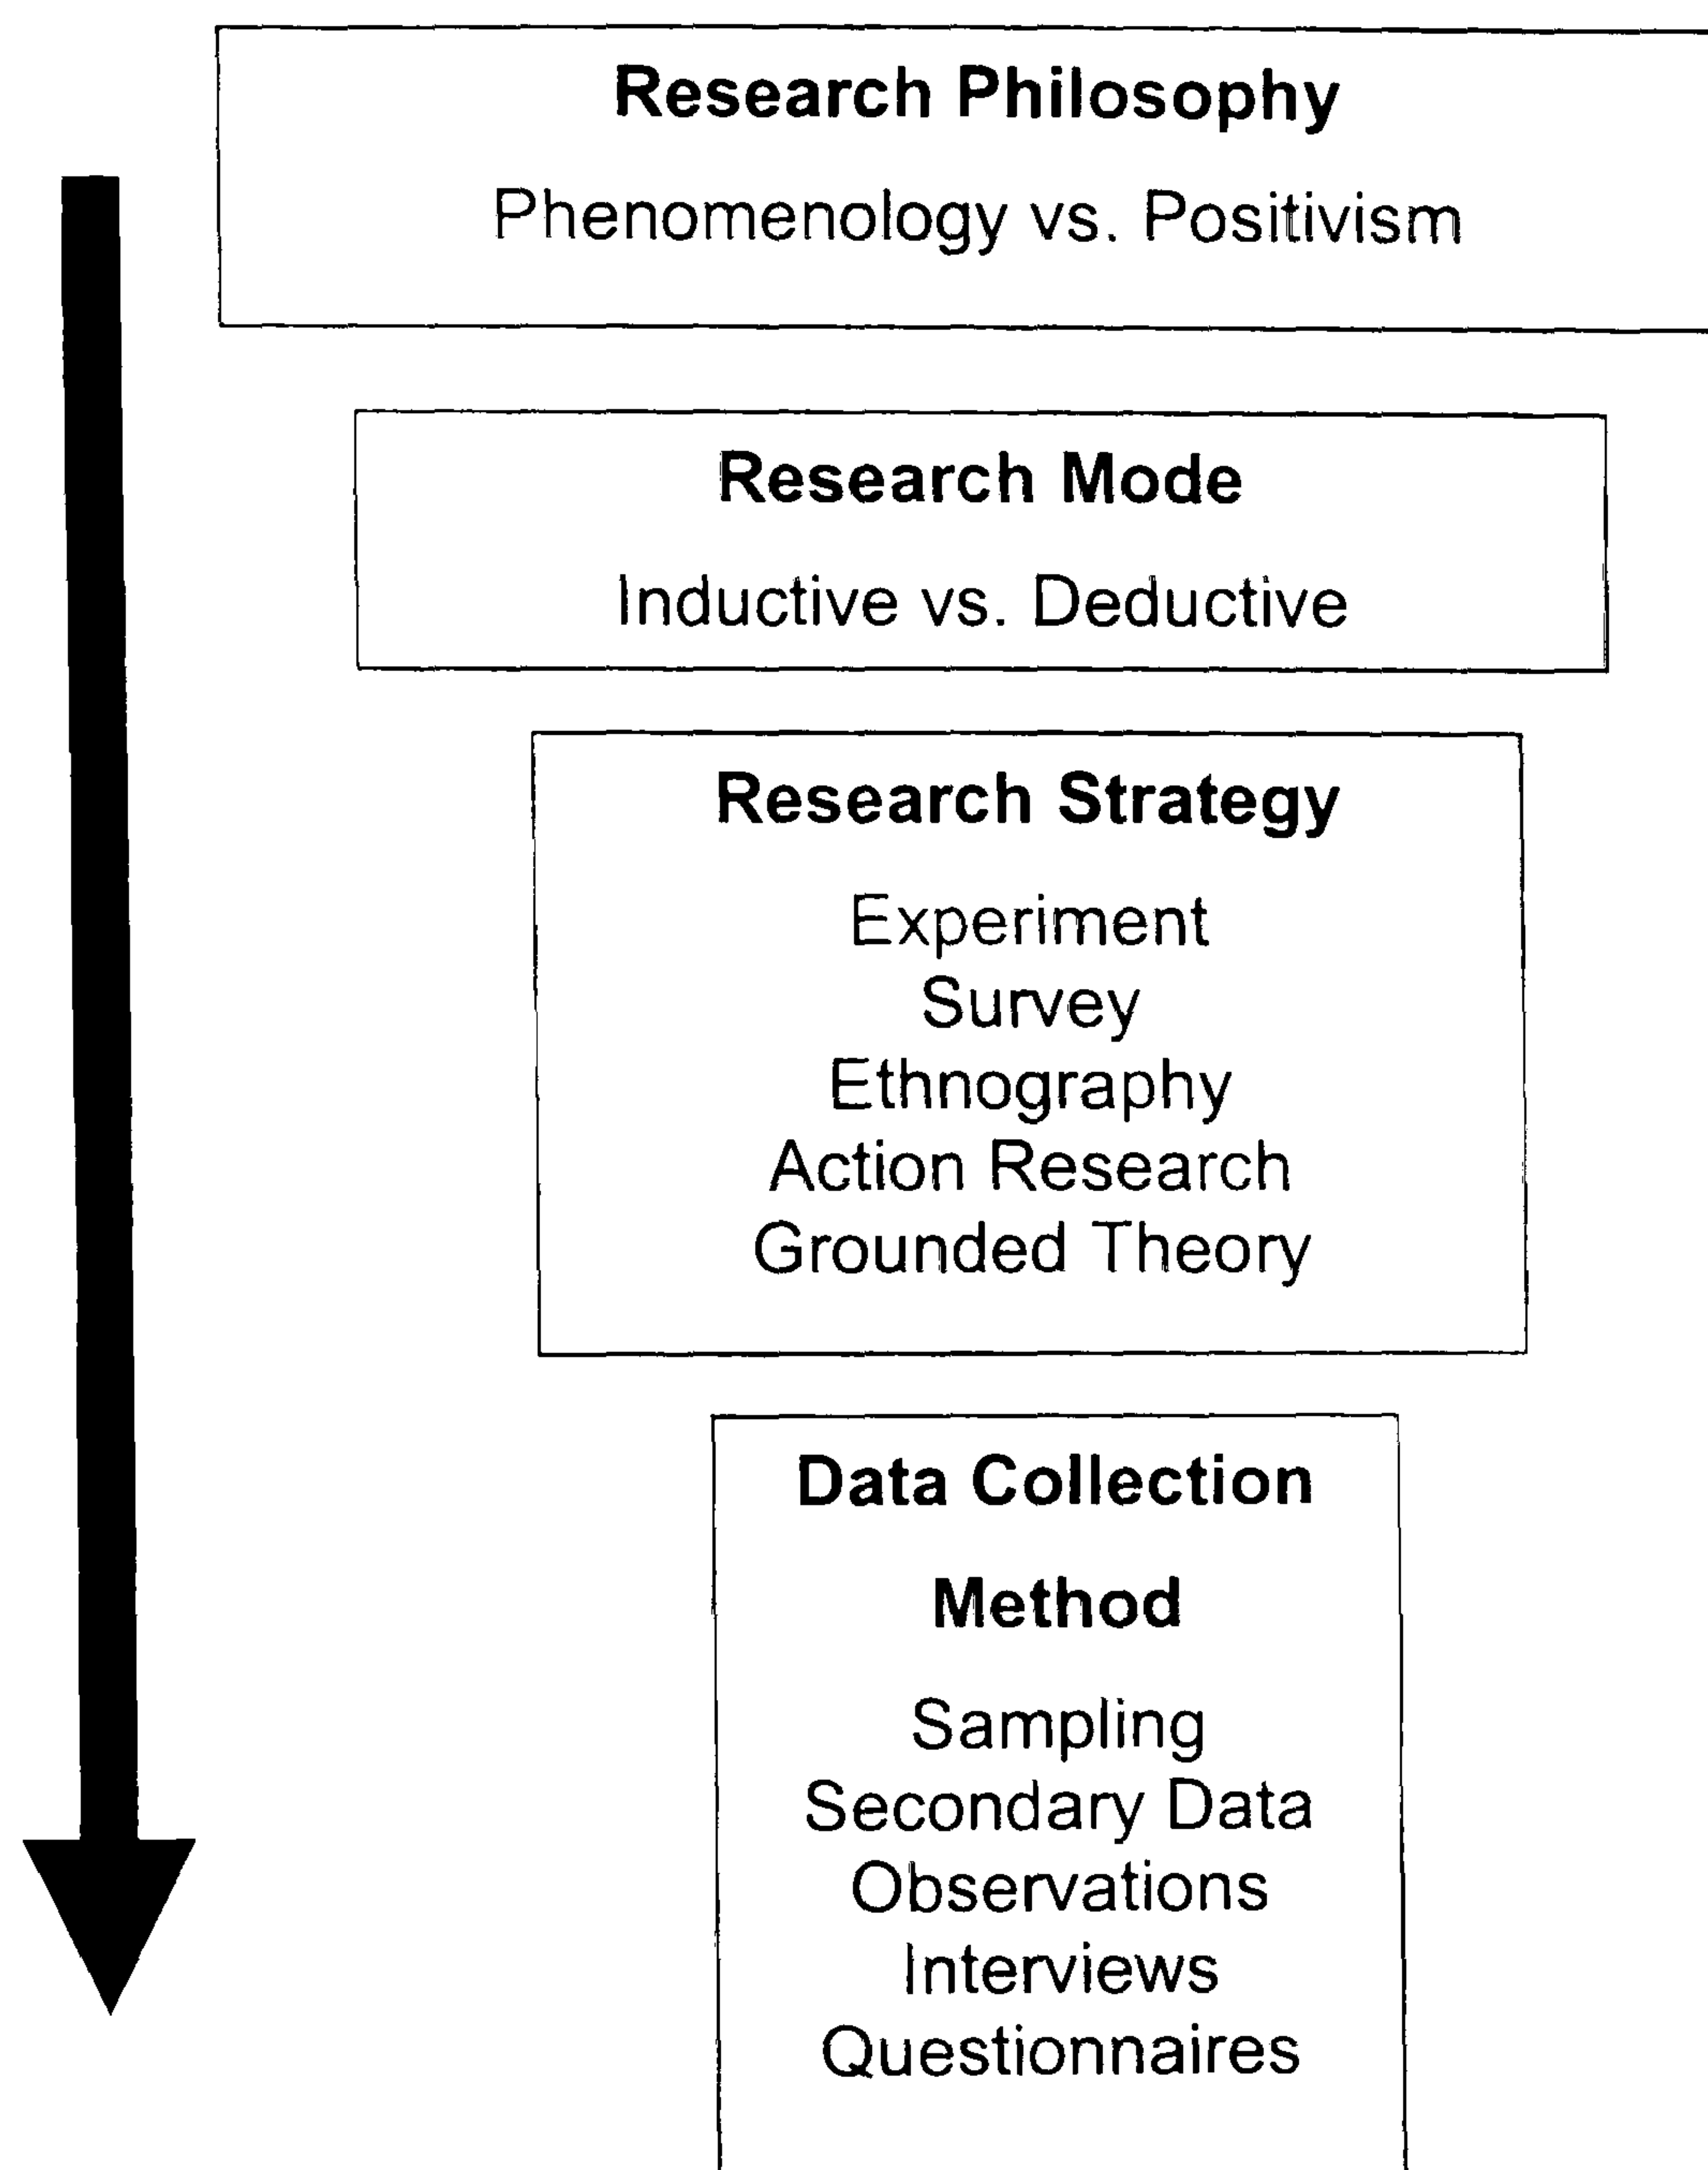 Research Philosophy
Phenomenology vs. Positivism
Research Mode
Inductive vs. Deductive
Research Strategy
Experiment
Survey
Ethnography
Action Research
Grounded Theory
Data Collection
Method
Sampling
Secondary Data
Observations
Interviews
Questionnaires